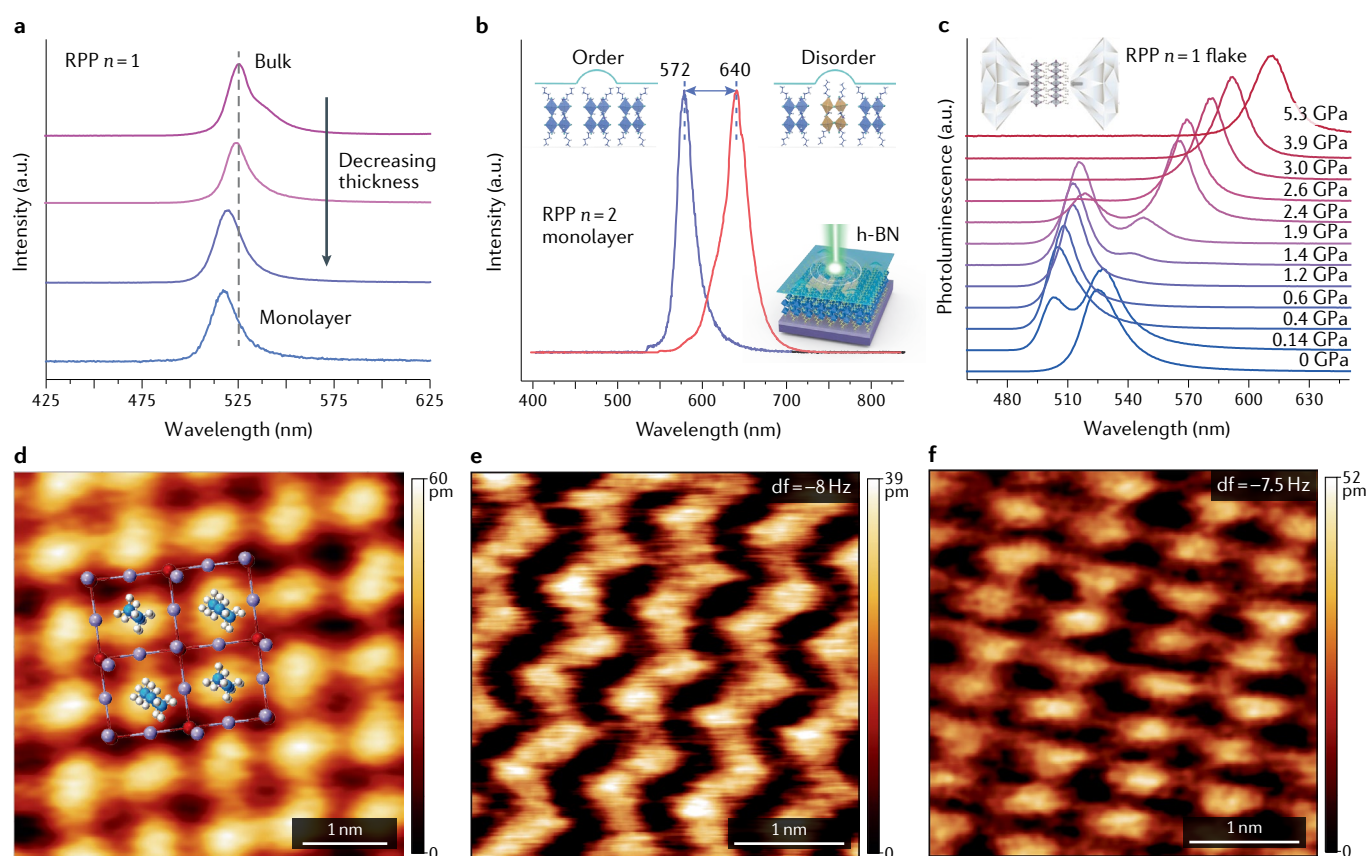 a
RPP n = 1
Bulk
Decreasing
thickness
Monolayer
Intensity (a.u.)
425 475 525 575 625
Wavelength (nm)
b
Order
572 640
Disorder
RPP n = 2
monolayer
h-BN
Intensity (a.u.)
400 500 600 700 800
Wavelength (nm)
c
RPP n = 1 flake
5.3 GPa
3.9 GPa
3.0 GPa
2.6 GPa
2.4 GPa
1.9 GPa
1.4 GPa
1.2 GPa
0.6 GPa
0.4 GPa
0.14 GPa
0 GPa
Photoluminescence (a.u.)
480 510 540 570 600 630
Wavelength (nm)
d
60
pm
0
1 nm
e
df = −8 Hz
39
pm
0
1 nm
f
df = −7.5 Hz
52
pm
0
1 nm